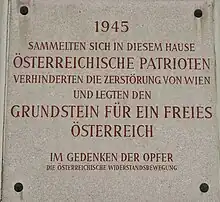 1945
SAMMELTEN SICH IN DIESEM HAUSE
ÖSTERREICHISCHE PATRIOTEN
VERHINDERTEN DIE ZERSTÖRUNG VON WIEN
UND LEGTEN DEN
GRUNDSTEIN FÜR EIN FREIES
ÖSTERREICH
IM GEDENKEN DER OPFER
DIE ÖSTERREICHISCHE WIDERSTANDSBEWEGUNG